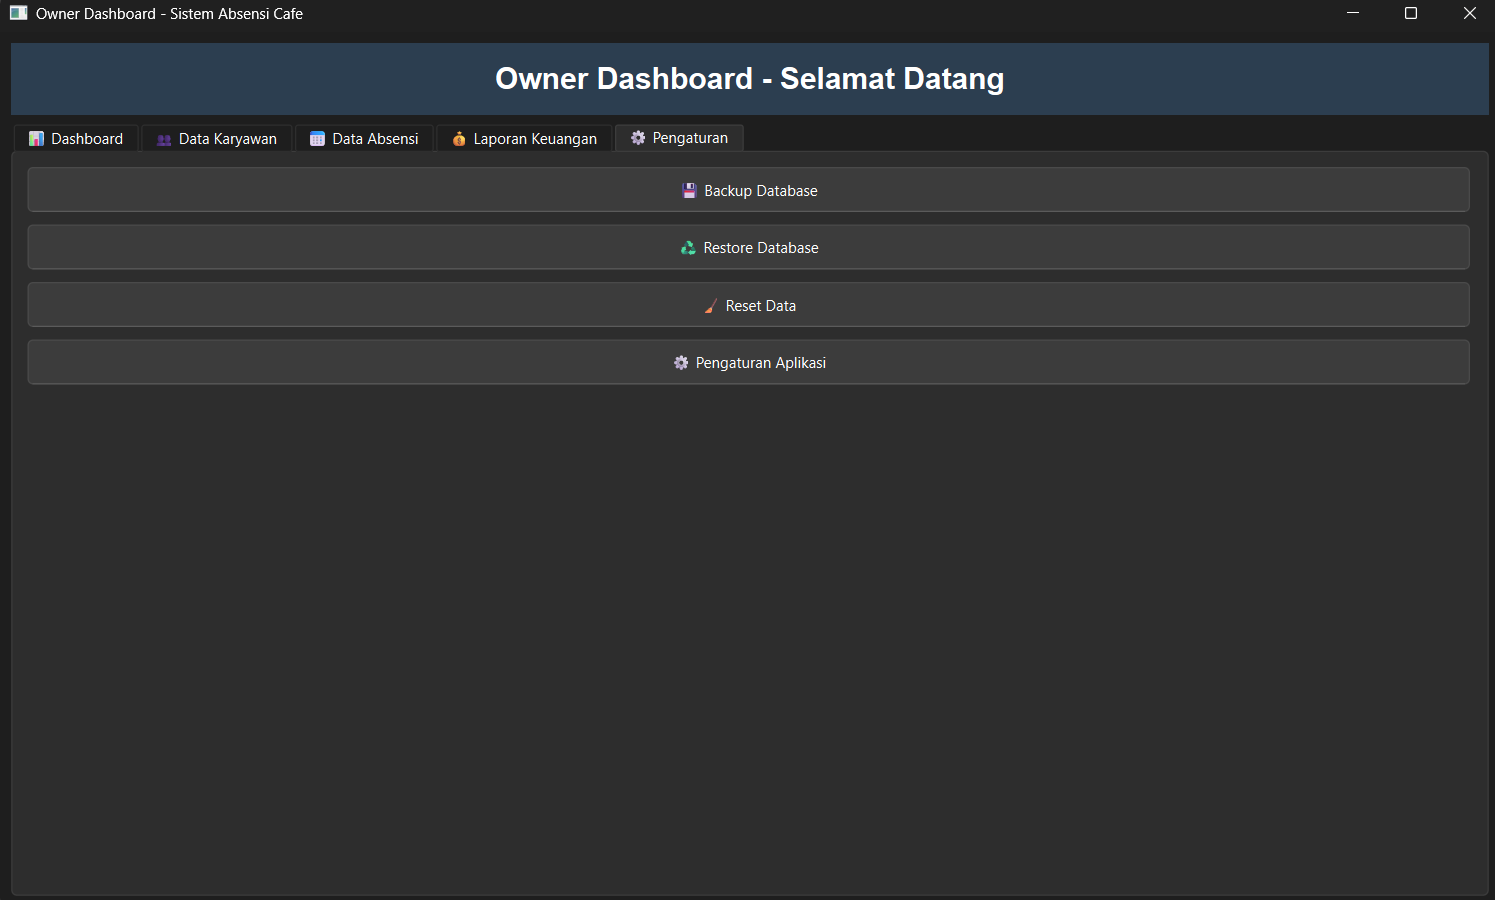 Owner Dashboard - Sistem Absensi Cafe
Owner Dashboard - Selamat Datang
Dashboard Data Karyawan Data Absensi Laporan Keuangan Pengaturan
Backup Database
Restore Database
Reset Data
Pengaturan Aplikasi